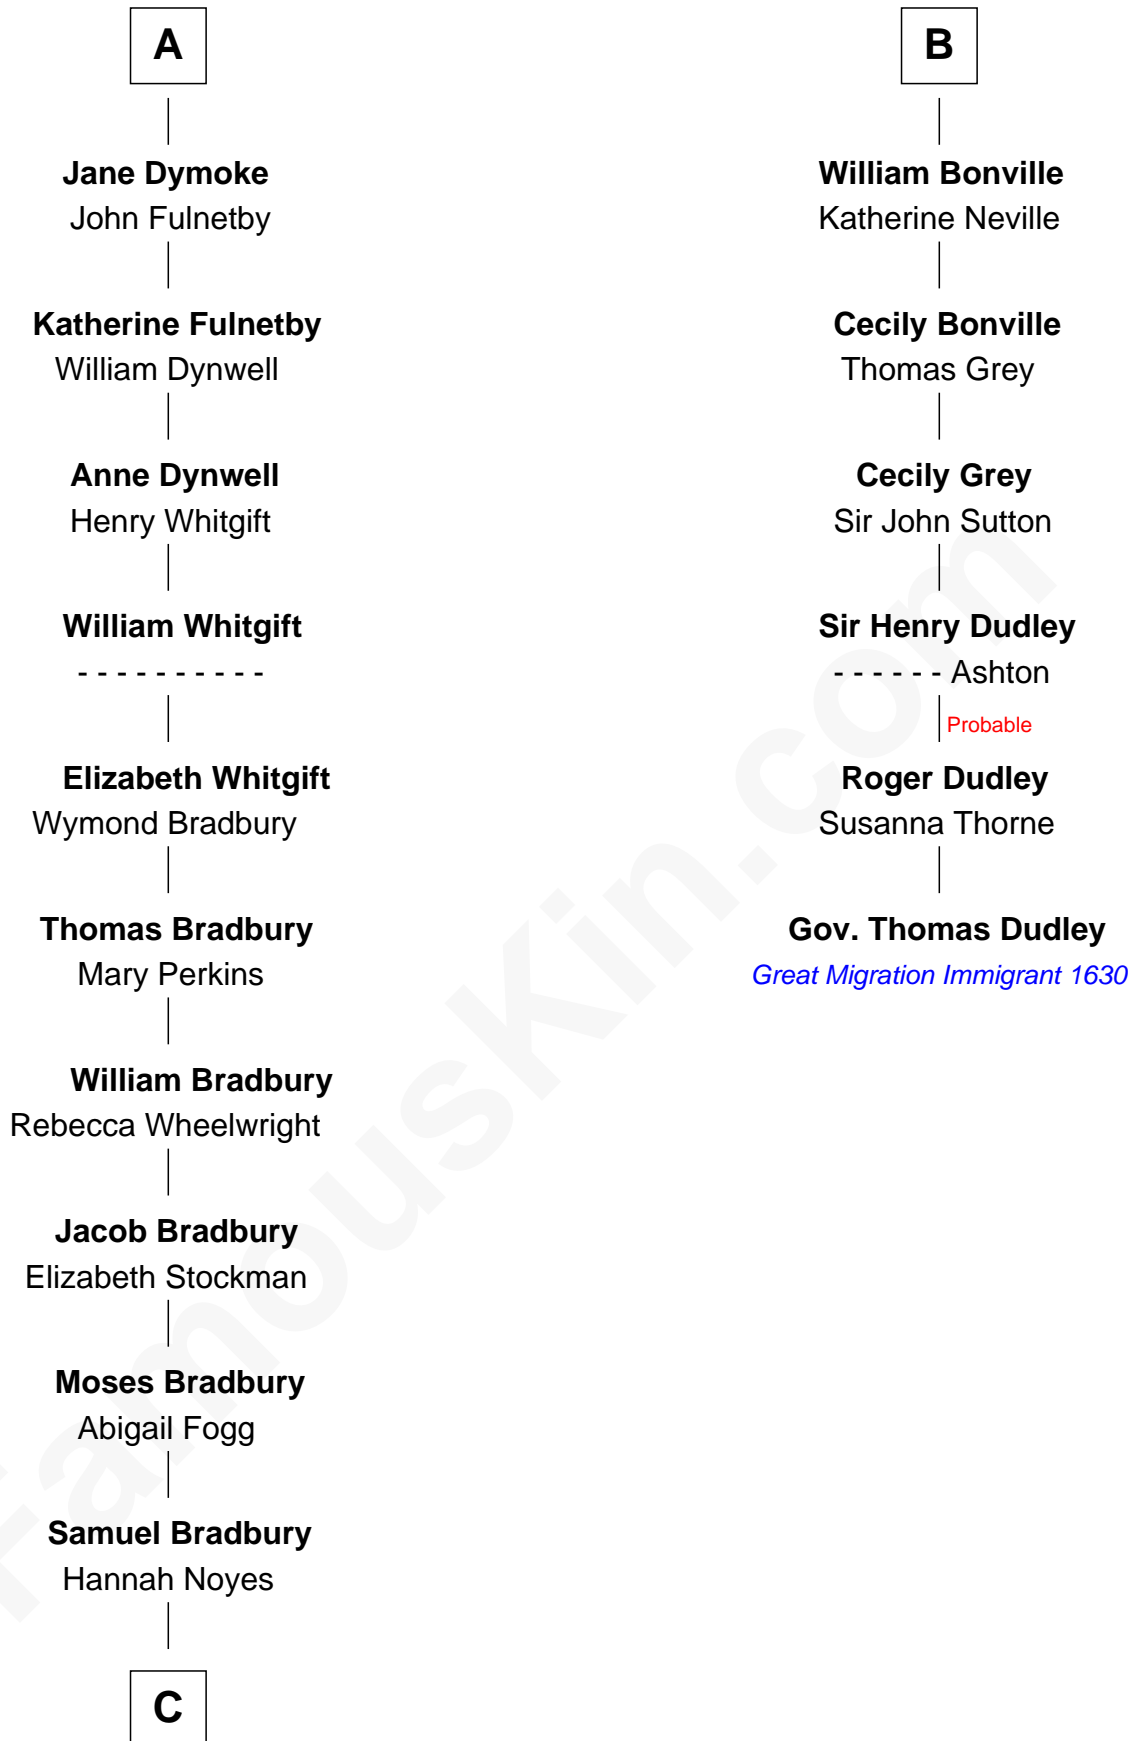 A
Jane Dymoke
John Fulnetby
Katherine Fulnetby
William Dynwell
Anne Dynwell
Henry Whitgift
William Whitgift
- - - - - - - - - -
Elizabeth Whitgift
Wymond Bradbury
Thomas Bradbury
Mary Perkins
William Bradbury
Rebecca Wheelwright
Jacob Bradbury
Elizabeth Stockman
Moses Bradbury
Abigail Fogg
Samuel Bradbury
Hannah Noyes
C
B
William Bonville
Katherine Neville
Cecily Bonville
Thomas Grey
Cecily Grey
Sir John Sutton
Sir Henry Dudley
- - - - - - Ashton
Probable
Roger Dudley
Susanna Thorne
Gov. Thomas Dudley
Great Migration Immigrant 1630
FamousKin.com